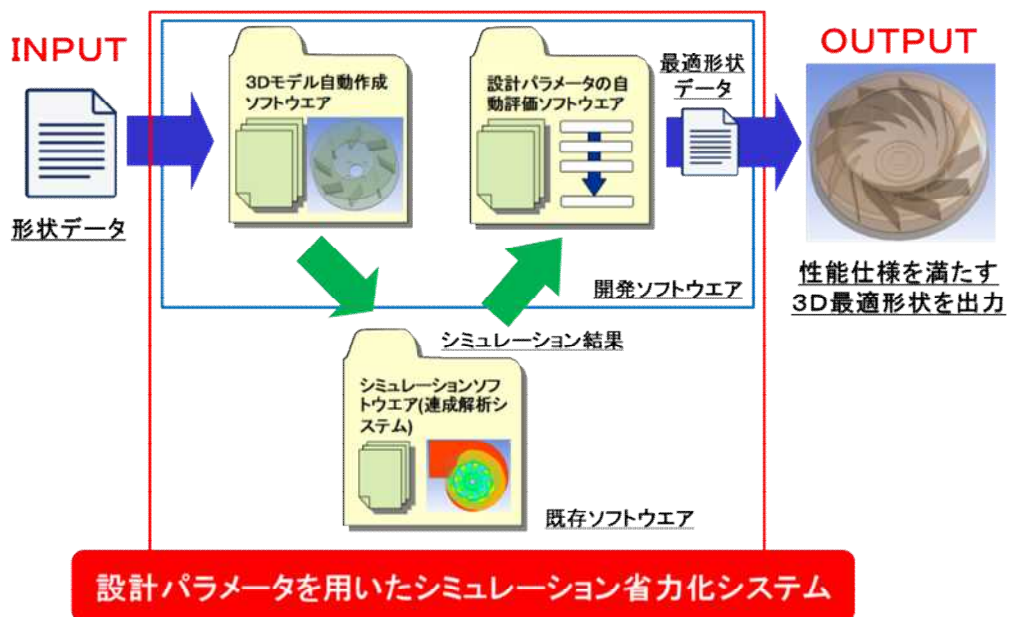 INPUT
形状データ
3Dモデル自動作成
ソフトウエア
設計パラメータの自
動評価ソフトウエア
最適形状
データ
OUTPUT
性能仕様を満たす
3D最適形状を出力
開発ソフトウエア
シミュレーション結果
シミュレーションソフ
トウエア(連成解析シ
ステム)
既存ソフトウエア
設計パラメータを用いたシミュレーション省力化システム